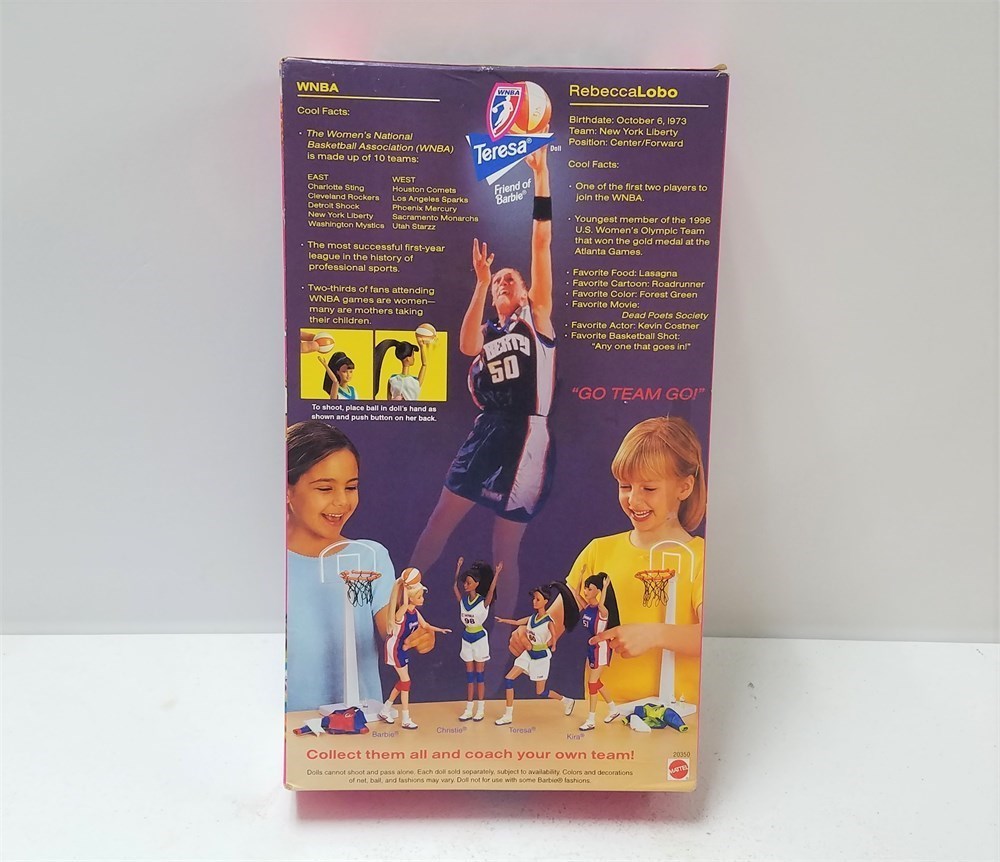 WNBA
Cool Facts:
• The Women's National
Basketball Association (WNBA)
is made up of 10 teams:
EAST
Charlotte Sting
Cleveland Rockers
Detroit Shock
New York Liberty
Washington Mystics
WEST
Houston Comets
Los Angeles Sparks
Phoenix Mercury
Sacramento Monarchs
Utah Starzz
• The most successful first-year
league in the history of
professional sports.
• Two-thirds of fans attending
WNBA games are women—
many are mothers taking
their children.
To shoot, place ball in doll's hand as
shown and push button on her back.
WNBA
Teresa® Doll
Friend of
Barbie®
RebeccaLobo
Birthdate: October 6, 1973
Team: New York Liberty
Position: Center/Forward
Cool Facts:
• One of the first two players to
join the WNBA.
• Youngest member of the 1996
U.S. Women's Olympic Team
that won the gold medal at the
Atlanta Games.
• Favorite Food: Lasagna
• Favorite Cartoon: Roadrunner
• Favorite Color: Forest Green
• Favorite Movie:
Dead Poets Society
• Favorite Actor: Kevin Costner
• Favorite Basketball Shot:
"Any one that goes in!"
"GO TEAM GO!"
BERTY
50
98
51
Barbie®
Christie®
Teresa®
Kira®
Collect them all and coach your own team!
20350
MATTEL
Dolls cannot shoot and pass alone. Each doll sold separately, subject to availability. Colors and decorations
of net, ball, and fashions may vary. Doll not for use with some Barbie® fashions.